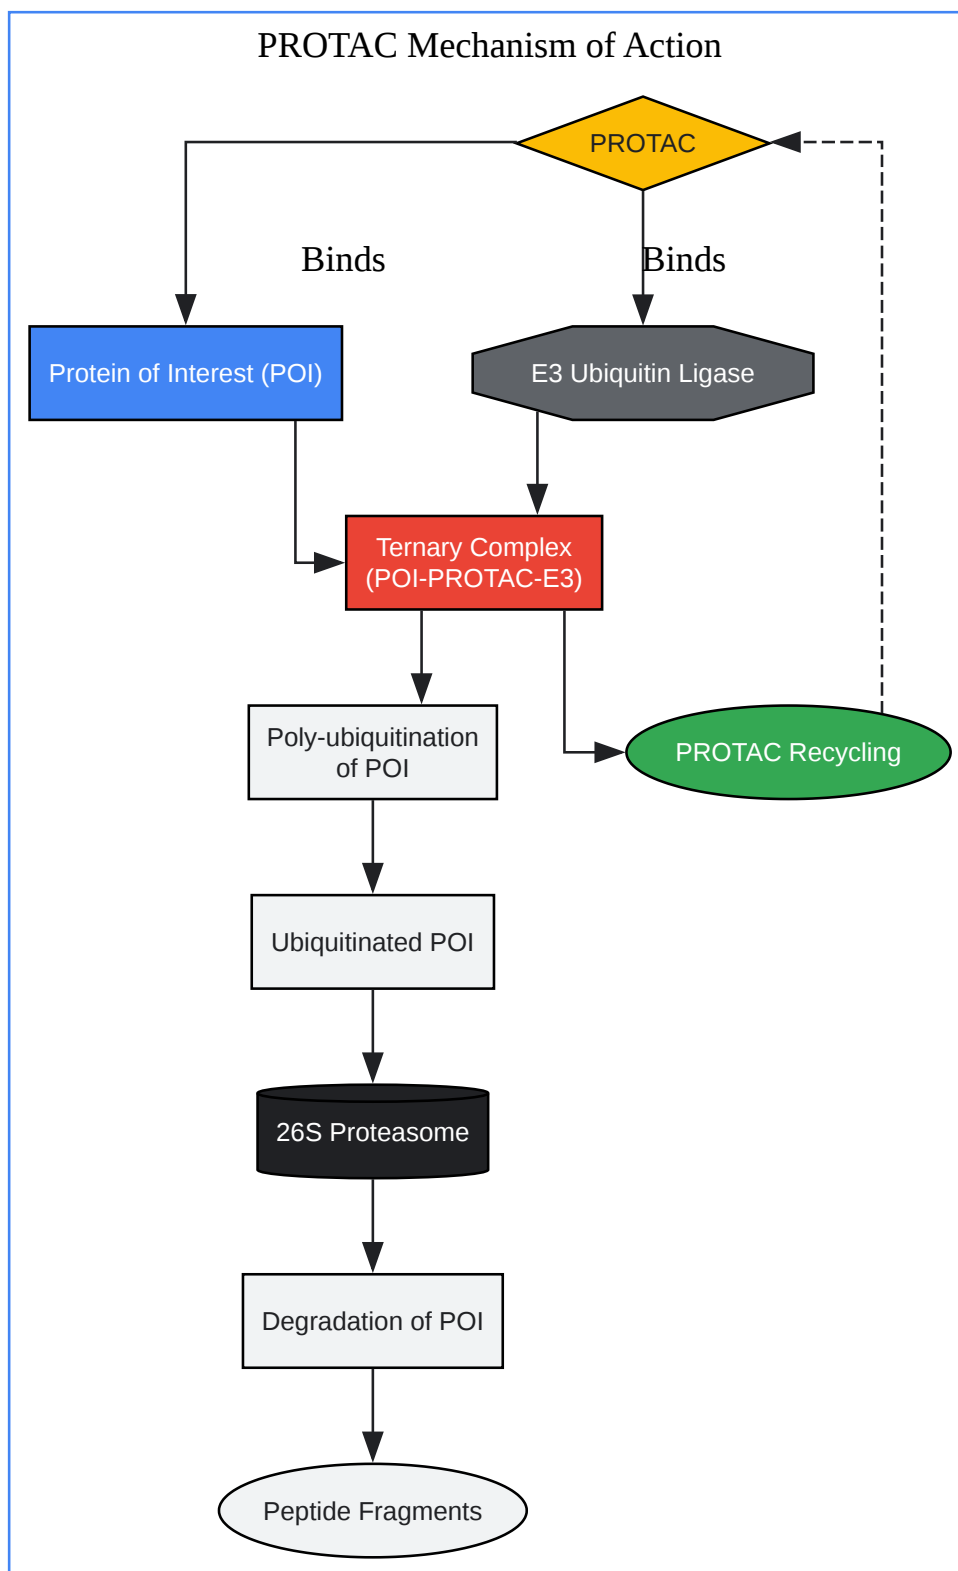 PROTAC Mechanism of Action
PROTAC
Binds
Binds
Protein of Interest (POI)
E3 Ubiquitin Ligase
Ternary Complex
(POI-PROTAC-E3)
Poly-ubiquitination
of POI
PROTAC Recycling
Ubiquitinated POI
26S Proteasome
Degradation of POI
Peptide Fragments